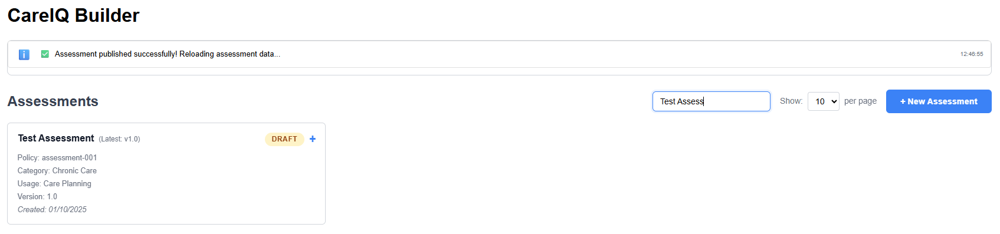 CareIQ Builder
Assessment published successfully! Reloading assessment data... 12:46:55
Assessments Test Assess Show: 10 per page + New Assessment
Test Assessment (Latest: v1.0) DRAFT +
Policy: assessment-001
Category: Chronic Care
Usage: Care Planning
Version: 1.0
Created: 01/10/2025